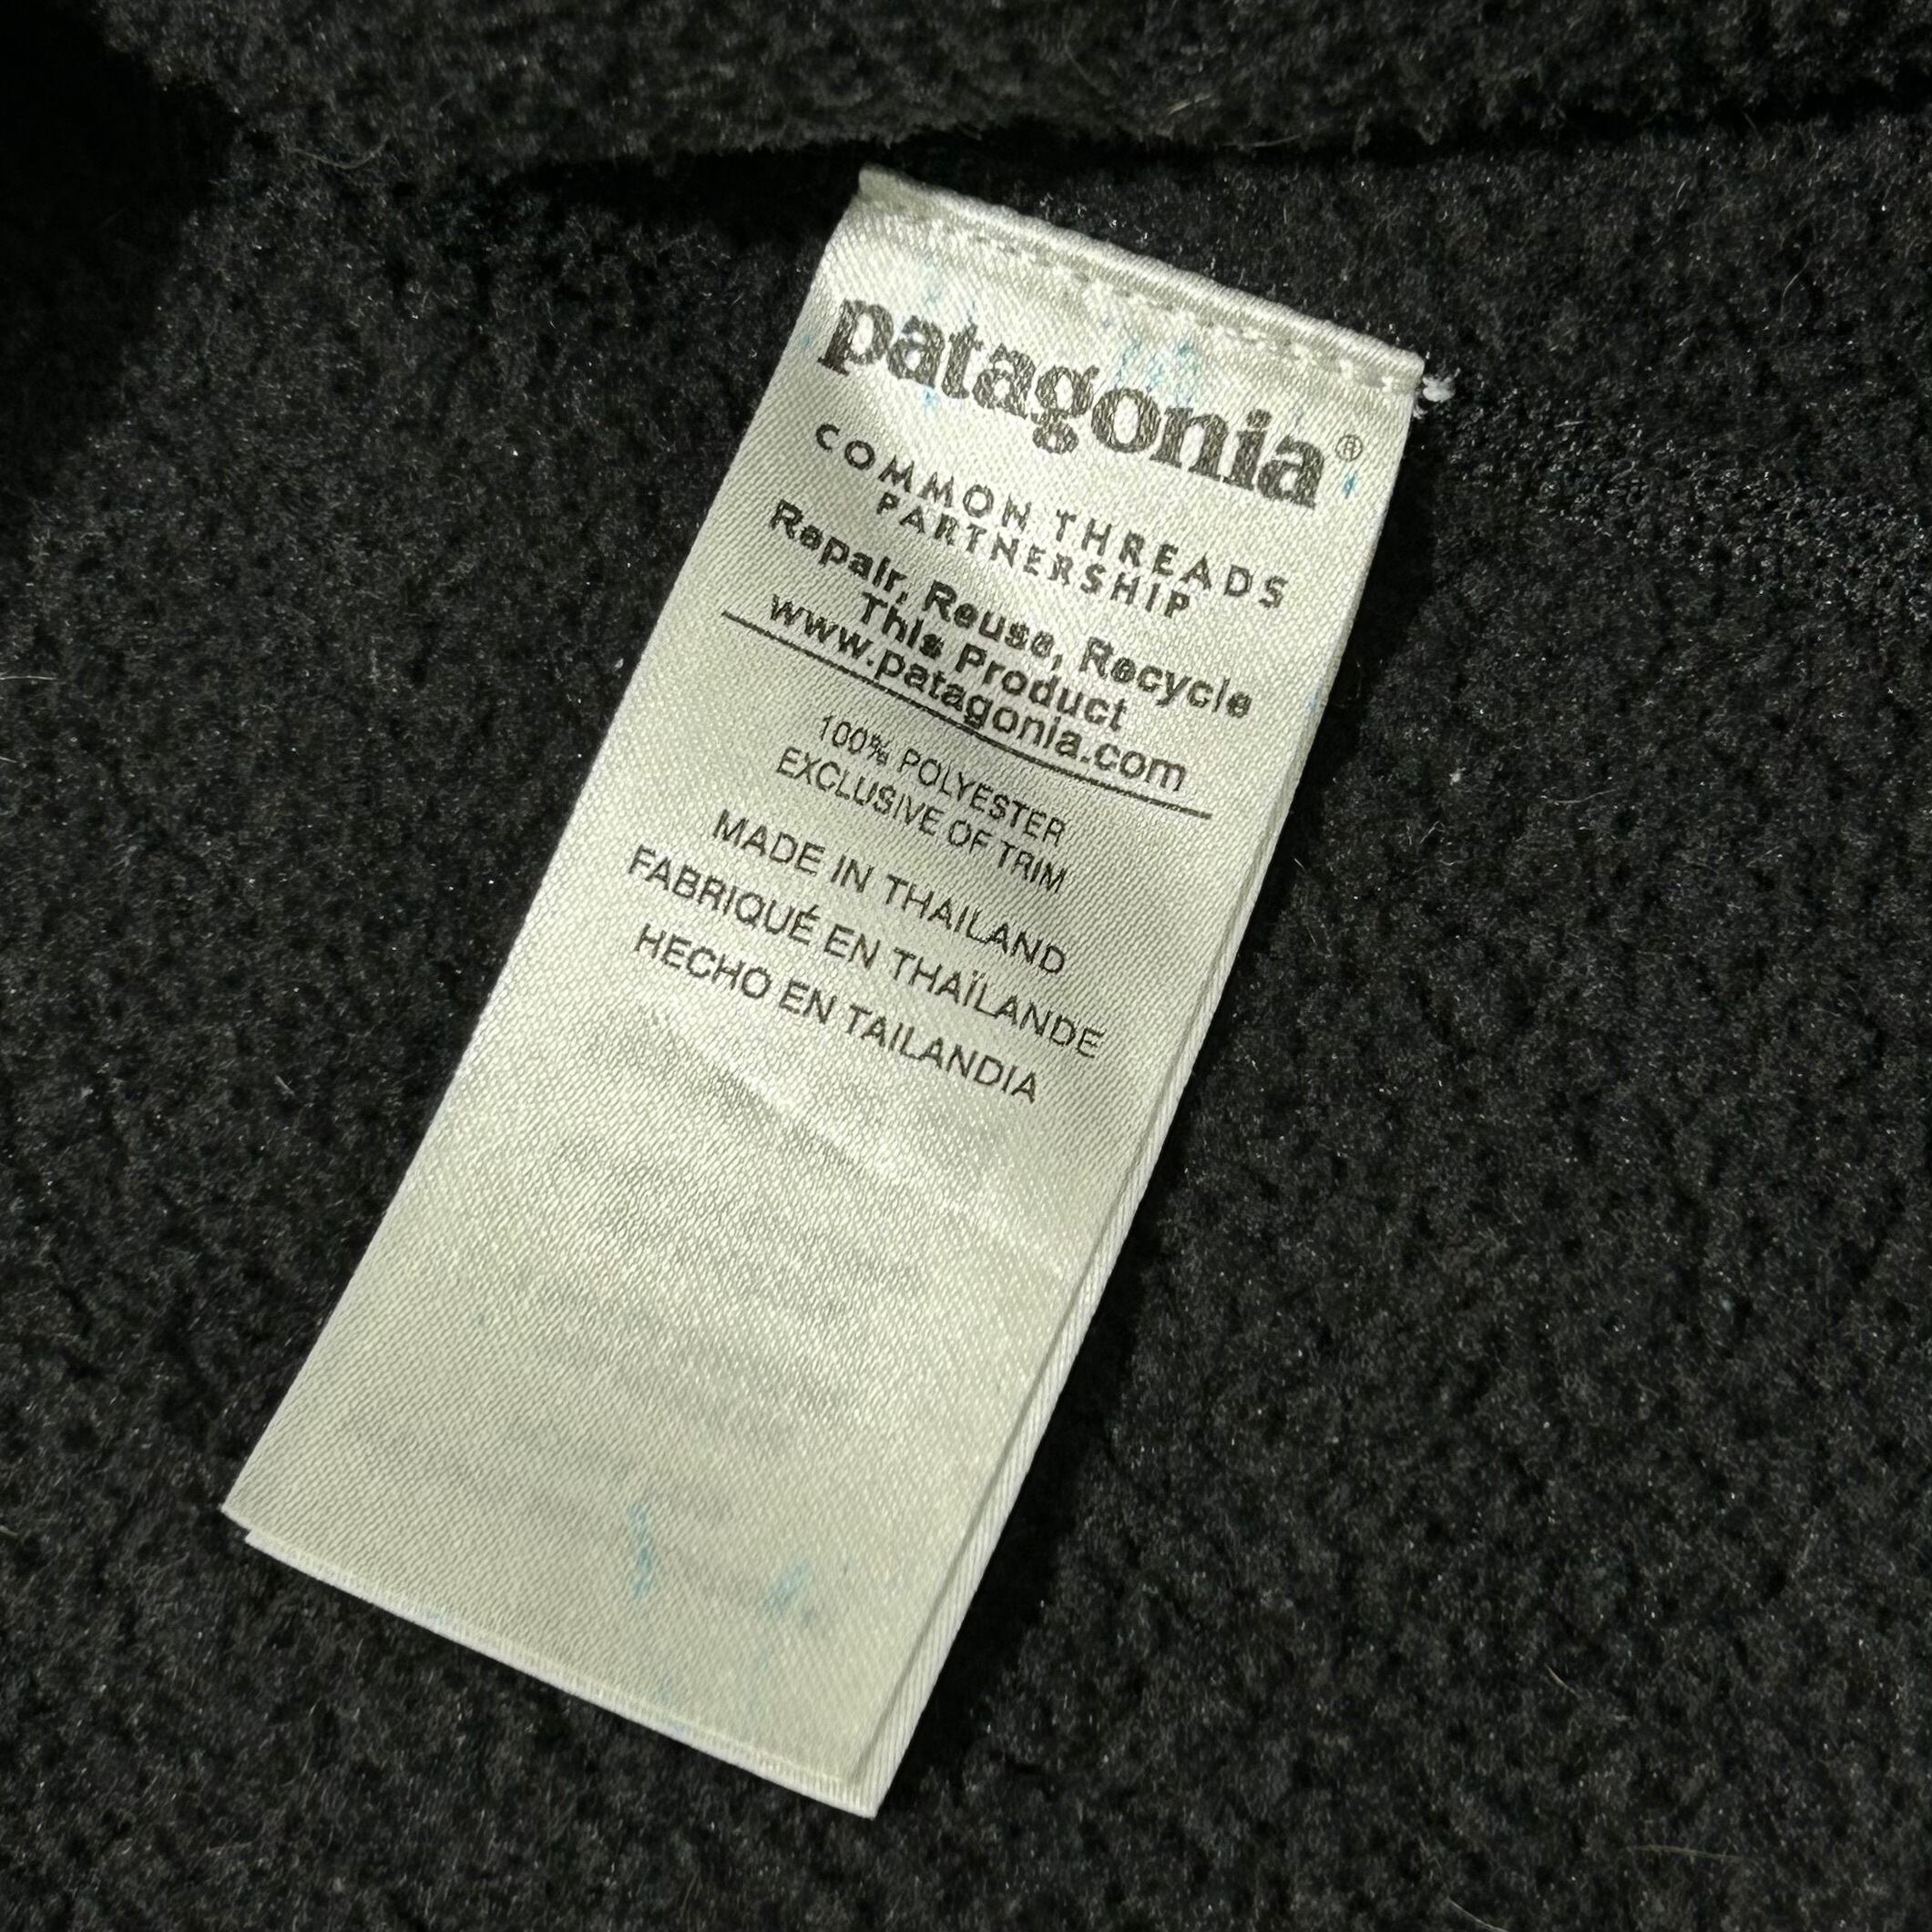 patagonia®
COMMON THREADS
PARTNERSHIP
Repair, Reuse, Recycle
This Product
www.patagonia.com
100% POLYESTER
EXCLUSIVE OF TRIM
MADE IN THAILAND
FABRIQUÉ EN THAÏLANDE
HECHO EN TAILANDIA